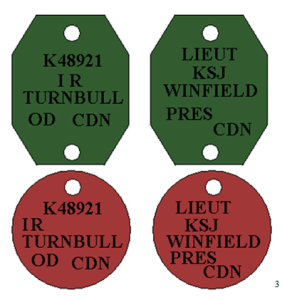 K48921
I R
TURNBULL
OD CDN
LIEUT
KSJ
WINFIELD
PRES
CDN
K48921
IR
TURNBULL
OD CDN
LIEUT
KSJ
WINFIELD
PRES
CDN
3